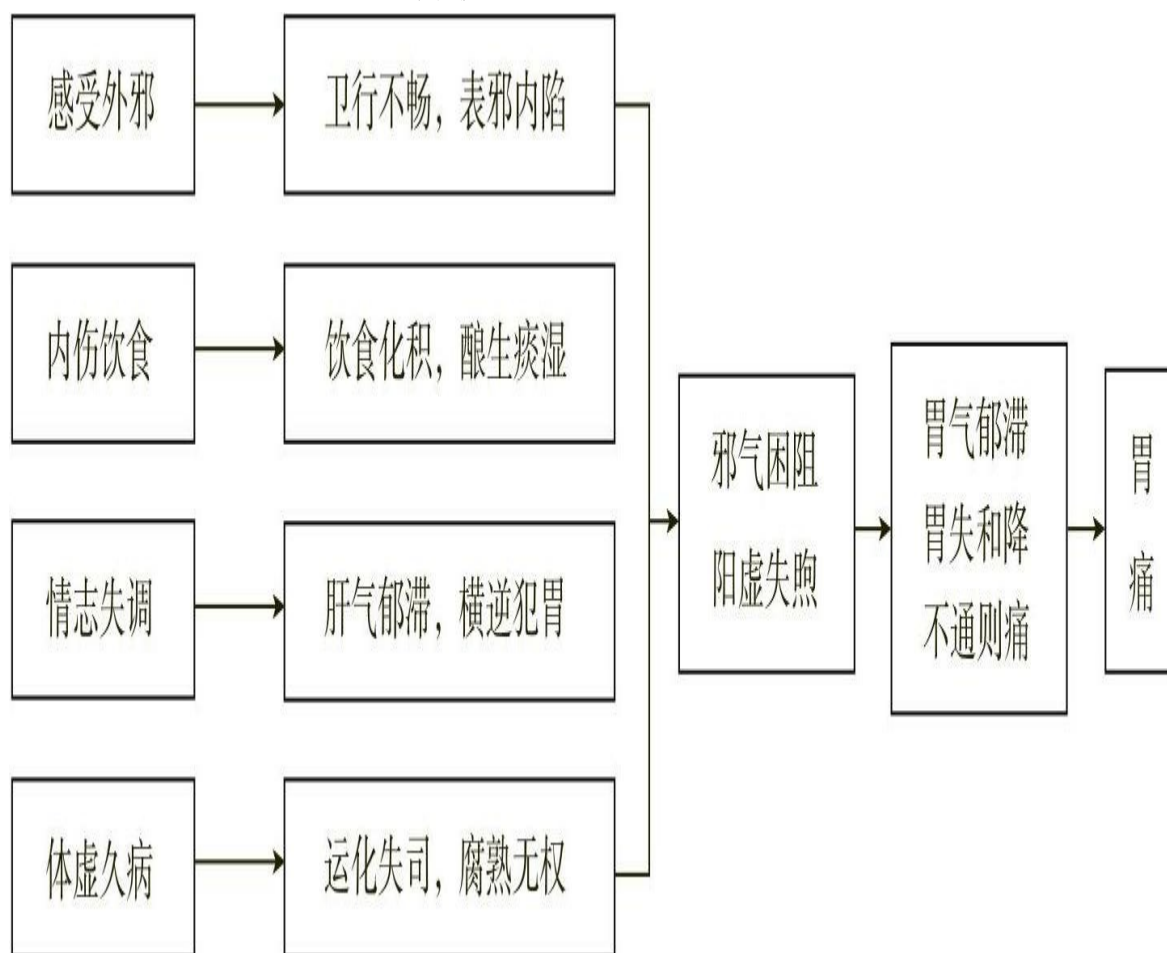 感受外邪
卫行不畅，表邪内陷
内伤饮食
饮食化积，酿生痰湿
情志失调
肝气郁滞，横逆犯胃
体虚久病
运化失司，腐熟无权
邪气困阻
阳虚失煦
胃气郁滞
胃失和降
不通则痛
胃
痛